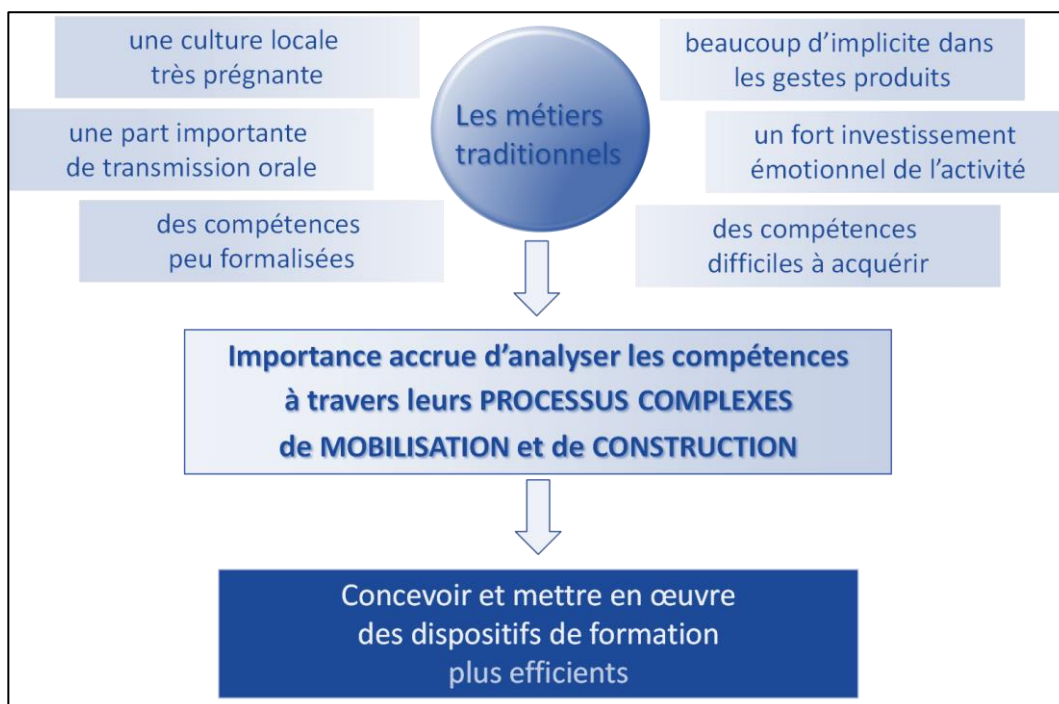 une culture locale
très prégnante
une part importante
de transmission orale
des compétences
peu formalisées
Les métiers
traditionnels
beaucoup d'implicite dans
les gestes produits
un fort investissement
émotionnel de l'activité
des compétences
difficiles à acquérir
Importance accrue d'analyser les compétences
à travers leurs PROCESSUS COMPLEXES
de MOBILISATION et de CONSTRUCTION
Concevoir et mettre en œuvre
des dispositifs de formation
plus efficients